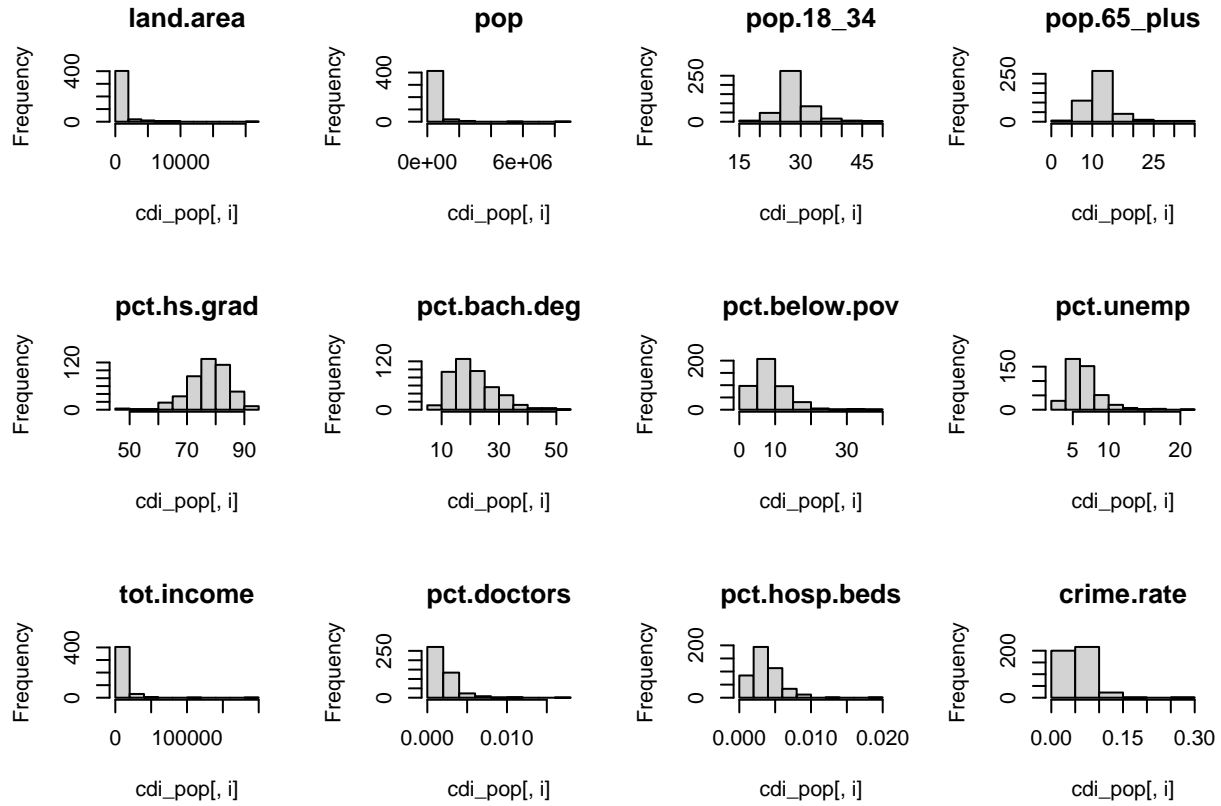 land.area
Frequency
0 400
0 10000
cdi_pop[, i]
pop
Frequency
0 400
0e+00 6e+06
cdi_pop[, i]
pop.18_34
Frequency
0 250
15 30 45
cdi_pop[, i]
pop.65_plus
Frequency
0 250
0 10 25
cdi_pop[, i]
pct.hs.grad
Frequency
0 120
50 70 90
cdi_pop[, i]
pct.bach.deg
Frequency
0 120
10 30 50
cdi_pop[, i]
pct.below.pov
Frequency
0 200
0 10 30
cdi_pop[, i]
pct.unemp
Frequency
0 150
5 10 20
cdi_pop[, i]
tot.income
Frequency
0 400
0 100000
cdi_pop[, i]
pct.doctors
Frequency
0 250
0.000 0.010
cdi_pop[, i]
pct.hosp.beds
Frequency
0 200
0.000 0.010 0.020
cdi_pop[, i]
crime.rate
Frequency
0 200
0.00 0.15 0.30
cdi_pop[, i]